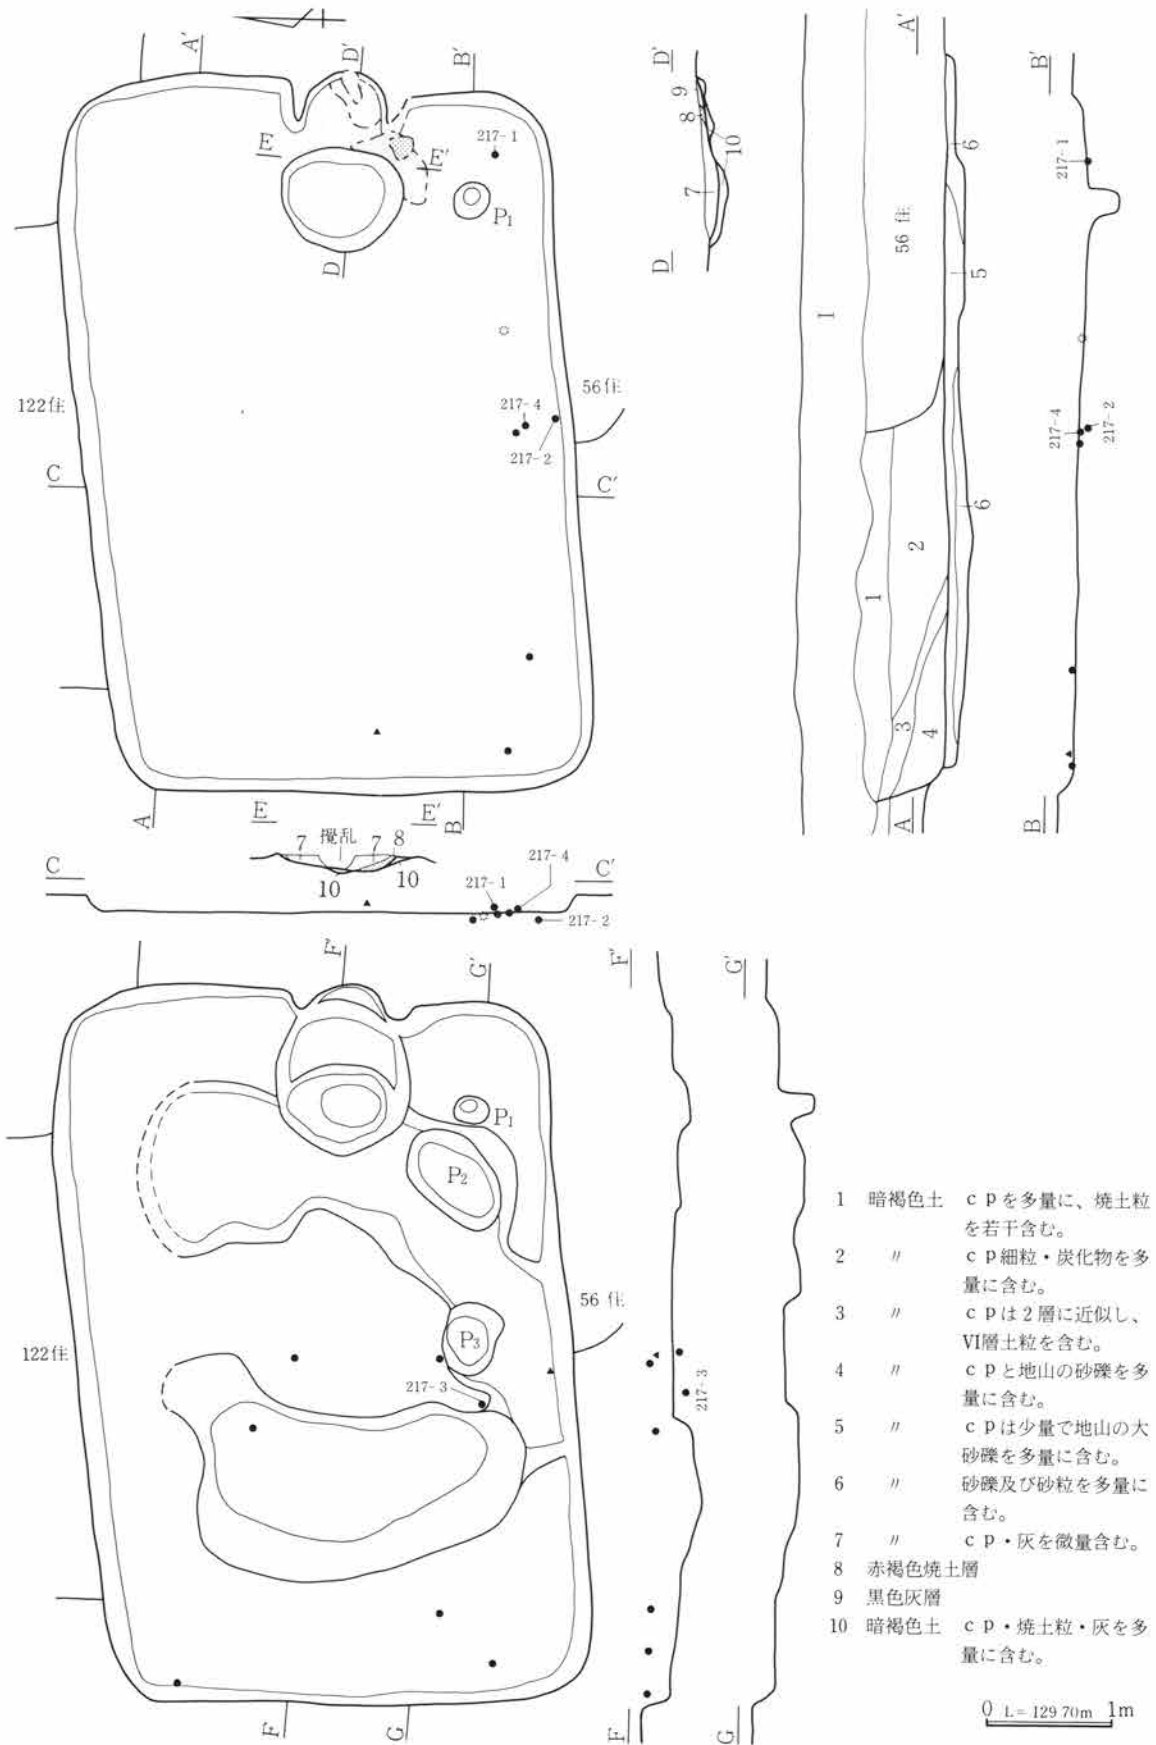 A'
D'
B'
E
E'
217-1
P1
D
122住
56住
217-4
217-2
C
C'
A
B
D'
9
8
10
7
D
A'
6
56住
I
5
6
2
1
3
4
A
B'
217-1
217-4
217-2
B
E
E'
7 攪乱 7 8
10
10
C
C'
217-4
217-1
217-2
F'
G'
P1
P2
P3
56住
122住
217-3
F
G
F'
G'
217-3
F
G
1 暗褐色土 cpを多量に、焼土粒
を若干含む。
2 〃 cp細粒・炭化物を多
量に含む。
3 〃 cpは2層に近似し、
VI層土粒を含む。
4 〃 cpと地山の砂礫を多
量に含む。
5 〃 cpは少量で地山の大
砂礫を多量に含む。
6 〃 砂礫及び砂粒を多量に
含む。
7 〃 cp・灰を微量含む。
8 赤褐色焼土層
9 黒色灰層
10 暗褐色土 cp・焼土粒・灰を多
量に含む。
0 L=129.70m 1m